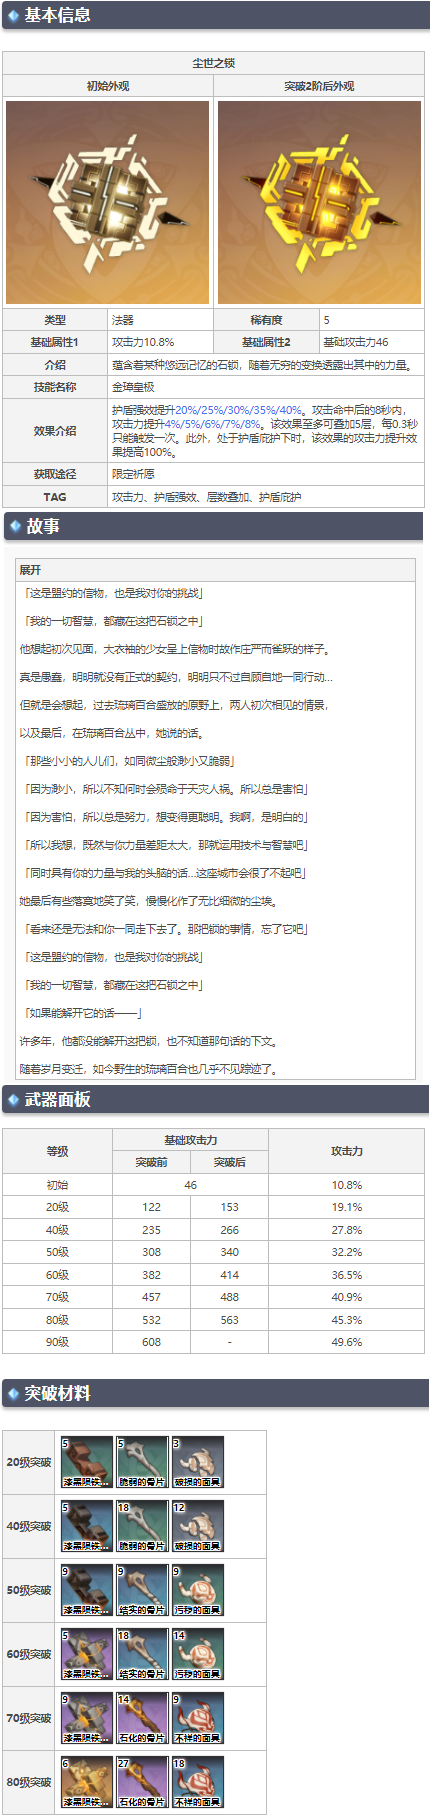 基本信息
尘世之锁
初始外观 突破2阶后外观
类型 法器 稀有度 5
基础属性1 攻击力10.8% 基础属性2 基础攻击力46
介绍 蕴含着某种悠远记忆的石锁，随着无穷的变换透露出其中的力量。
技能名称 金璋皇极
效果介绍 护盾强效提升20%/25%/30%/35%/40%。攻击命中后的8秒内，
攻击力提升4%/5%/6%/7%/8%。该效果至多可叠加5层，每0.3秒
只能触发一次。此外，处于护盾庇护下时，该效果的攻击力提升效
果提高100%。
获取途径 限定祈愿
TAG 攻击力、护盾强效、层数叠加、护盾庇护
故事
展开
「这是盟约的信物，也是我对你的挑战」
「我的一切智慧，都藏在这把石锁之中」
他想起初次见面，大衣袖的少女呈上信物时故作庄严而雀跃的样子。
真是愚蠢，明明就没有正式的契约，明明只不过自顾自地一同行动…
但就是会想起，过去琉璃百合盛放的原野上，两人初次相见的情景，
以及最后，在琉璃百合丛中，她说的话。
「那些小小的人儿们，如同微尘般渺小又脆弱」
「因为渺小，所以不知何时会殒命于天灾人祸。所以总是害怕」
「因为害怕，所以总是努力，想变得更聪明。我啊，是明白的」
「所以我想，既然与你力量差距太大，那就运用技术与智慧吧」
「同时具有你的力量与我的头脑的话…这座城市会很了不起吧」
她最后有些落寞地笑了笑，慢慢化作了无比细微的尘埃。
「看来还是无法和你一同走下去了。那把锁的事情，忘了它吧」
「这是盟约的信物，也是我对你的挑战」
「我的一切智慧，都藏在这把石锁之中」
「如果能解开它的话——」
许多年，他都没能解开这把锁，也不知道那句话的下文。
随着岁月变迁，如今野生的琉璃百合也几乎不见踪迹了。
武器面板
等级 基础攻击力 攻击力
突破前 突破后
初始 46 10.8%
20级 122 153 19.1%
40级 235 266 27.8%
50级 308 340 32.2%
60级 382 414 36.5%
70级 457 488 40.9%
80级 532 563 45.3%
90级 608 - 49.6%
突破材料
20级突破 5 漆黑陨铁... 5 脆弱的骨片 3 破损的面具
40级突破 5 漆黑陨铁... 18 脆弱的骨片 12 破损的面具
50级突破 9 漆黑陨铁... 9 结实的骨片 9 污秽的面具
60级突破 5 漆黑陨铁... 18 结实的骨片 14 污秽的面具
70级突破 9 漆黑陨铁... 14 石化的骨片 9 不祥的面具
80级突破 6 漆黑陨铁... 27 石化的骨片 18 不祥的面具